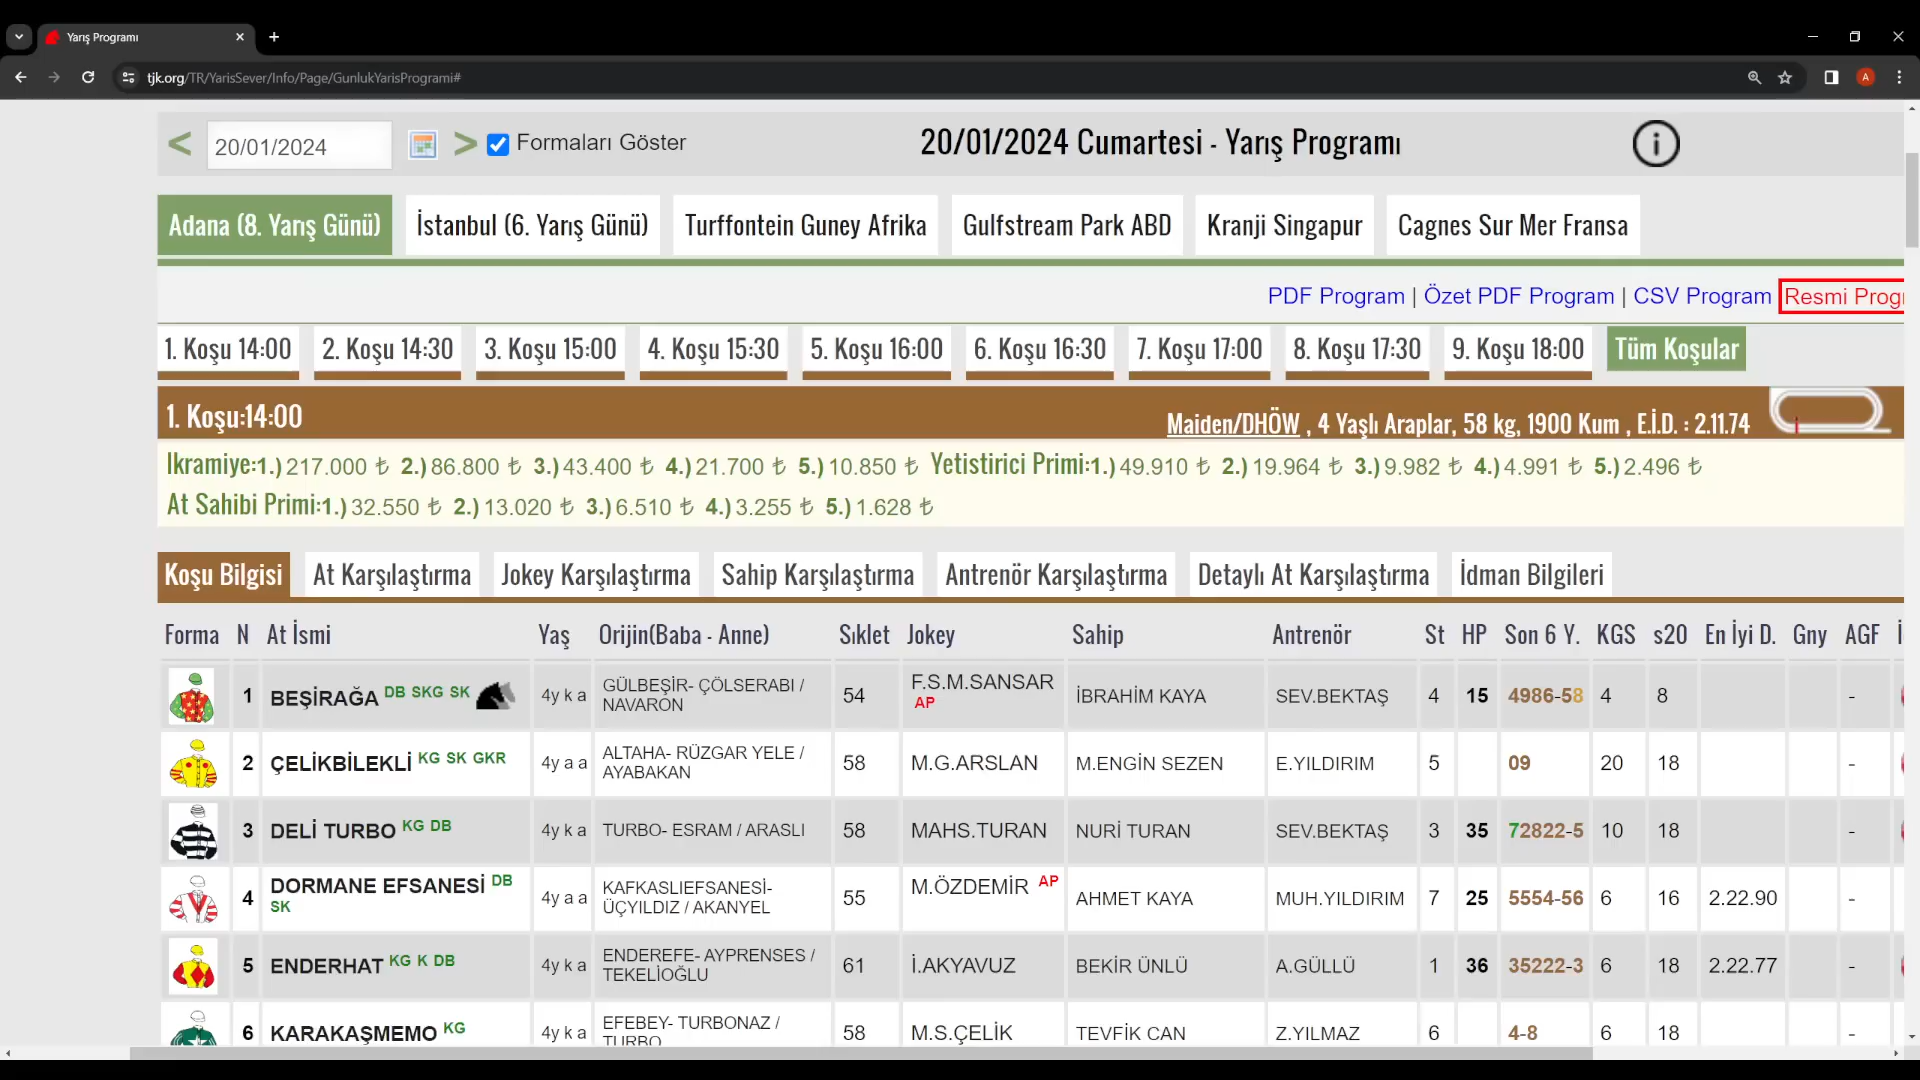 Yarış Programı
tjk.org/TR/YarisSever/Info/Page/GunlukYarisProgrami#
A
20/01/2024 Formaları Göster 20/01/2024 Cumartesi - Yarış Programı
Adana (8. Yarış Günü) İstanbul (6. Yarış Günü) Turffontein Guney Afrika Gulfstream Park ABD Kranji Singapur Cagnes Sur Mer Fransa
PDF Program | Özet PDF Program | CSV Program Resmi Progr
1. Koşu 14:00 2. Koşu 14:30 3. Koşu 15:00 4. Koşu 15:30 5. Koşu 16:00 6. Koşu 16:30 7. Koşu 17:00 8. Koşu 17:30 9. Koşu 18:00 Tüm Koşular
1. Koşu:14:00 Maiden/DHÖW , 4 Yaşlı Araplar, 58 kg, 1900 Kum , E.İ.D. : 2.11.74
Ikramiye:1.) 217.000 ₺ 2.) 86.800 ₺ 3.) 43.400 ₺ 4.) 21.700 ₺ 5.) 10.850 ₺ Yetistirici Primi:1.) 49.910 ₺ 2.) 19.964 ₺ 3.) 9.982 ₺ 4.) 4.991 ₺ 5.) 2.496 ₺
At Sahibi Primi:1.) 32.550 ₺ 2.) 13.020 ₺ 3.) 6.510 ₺ 4.) 3.255 ₺ 5.) 1.628 ₺
Koşu Bilgisi At Karşılaştırma Jokey Karşılaştırma Sahip Karşılaştırma Antrenör Karşılaştırma Detaylı At Karşılaştırma İdman Bilgileri
Forma N At İsmi Yaş Orijin(Baba - Anne) Sıklet Jokey Sahip Antrenör St HP Son 6 Y. KGS s20 En İyi D. Gny AGF İ
1 BEŞİRAĞA DB SKG SK 4y k a GÜLBEŞİR- ÇÖLSERABI / NAVARON 54 F.S.M.SANSAR AP İBRAHİM KAYA SEV.BEKTAŞ 4 15 4986-58 4 8 -
2 ÇELİKBİLEKLİ KG SK GKR 4y a a ALTAHA- RÜZGAR YELE / AYABAKAN 58 M.G.ARSLAN M.ENGİN SEZEN E.YILDIRIM 5 09 20 18 -
3 DELİ TURBO KG DB 4y k a TURBO- ESRAM / ARASLI 58 MAHS.TURAN NURİ TURAN SEV.BEKTAŞ 3 35 72822-5 10 18 -
4 DORMANE EFSANESİ DB SK 4y a a KAFKASLIEFSANESİ- ÜÇYILDIZ / AKANYEL 55 M.ÖZDEMİR AP AHMET KAYA MUH.YILDIRIM 7 25 5554-56 6 16 2.22.90 -
5 ENDERHAT KG K DB 4y k a ENDEREFE- AYPRENSES / TEKELİOĞLU 61 İ.AKYAVUZ BEKİR ÜNLÜ A.GÜLLÜ 1 36 35222-3 6 18 2.22.77 -
6 KARAKAŞMEMO KG 4y k a EFEBEY- TURBONAZ / TURBO 58 M.S.ÇELİK TEVFİK CAN Z.YILMAZ 6 4-8 6 18 -